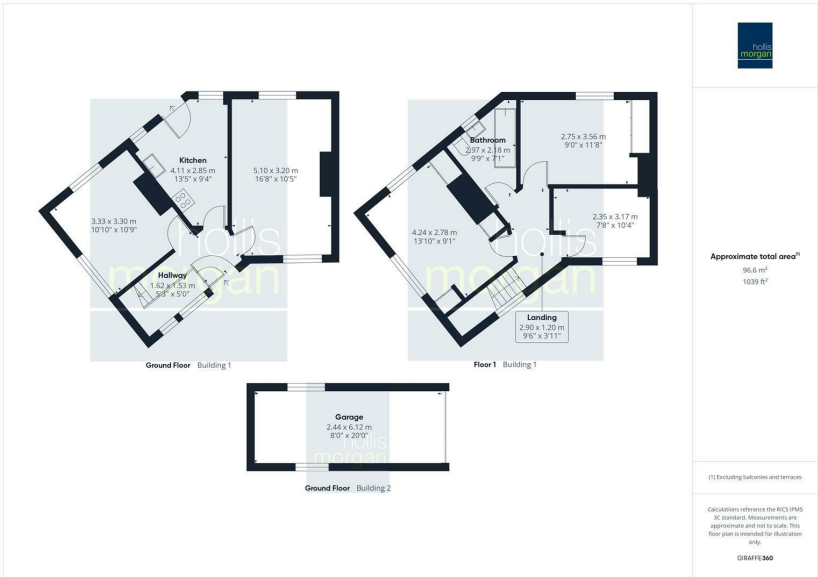 hollis
morgan
Kitchen
4.11 x 2.85 m
13'5" x 9'4"
5.10 x 3.20 m
16'8" x 10'5"
3.33 x 3.30 m
10'10" x 10'9"
Hallway
1.62 x 1.53 m
5'3" x 5'0"
hollis
morgan
Ground Floor Building 1
Bathroom
2.97 x 2.18 m
9'9" x 7'1"
2.75 x 3.56 m
9'0" x 11'8"
4.24 x 2.78 m
13'10" x 9'1"
2.35 x 3.17 m
7'8" x 10'4"
hollis
morgan
Landing
2.90 x 1.20 m
9'6" x 3'11"
Floor 1 Building 1
Garage
2.44 x 6.12 m
8'0" x 20'0"
hollis
morgan
Ground Floor Building 2
Approximate total area(1)
96.6 m²
1039 ft²
(1) Excluding balconies and terraces
Calculations reference the RICS IPMS
3C standard. Measurements are
approximate and not to scale. This
floor plan is intended for illustration
only.
GIRAFFE360